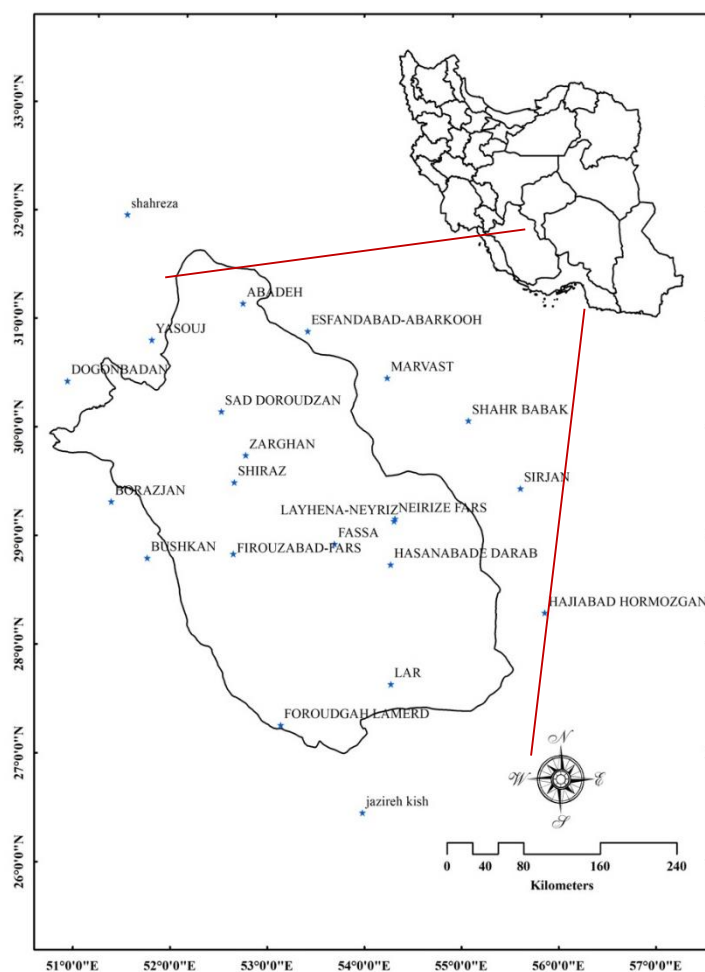 33°0'0"N
32°0'0"N
31°0'0"N
30°0'0"N
29°0'0"N
28°0'0"N
27°0'0"N
26°0'0"N
shahreza
ABADEH
ESFANDABAD-ABARKOOH
YASOUJ
DOGONBADAN
MARVAST
SAD DOROUDZAN
SHAHR BABAK
ZARGHAN
SHIRAZ
SIRJAN
BORAZJAN
LAYHENA-NEYRIZ
NEIRIZE FARS
FASSA
BUSHKAN
FIROUZABAD-FARS
HASANABADE DARAB
HAJIABAD HORMOZGAN
LAR
FOROUDGAH LAMERD
N
W E
S
jazireh kish
0 40 80 160 240
Kilometers
51°0'0"E 52°0'0"E 53°0'0"E 54°0'0"E 55°0'0"E 56°0'0"E 57°0'0"E